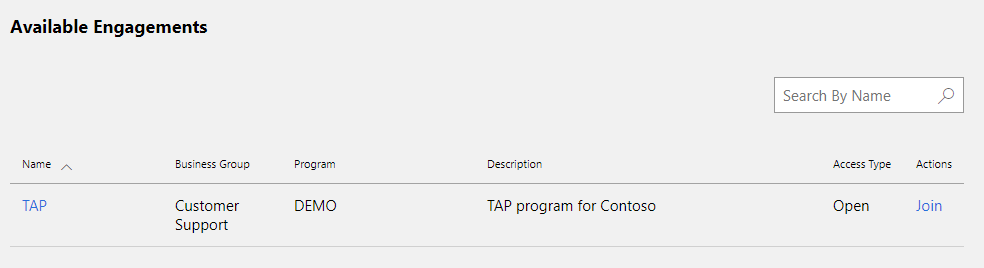 Available Engagements
Search By Name
Name Business Group Program Description Access Type Actions
TAP Customer Support DEMO TAP program for Contoso Open Join